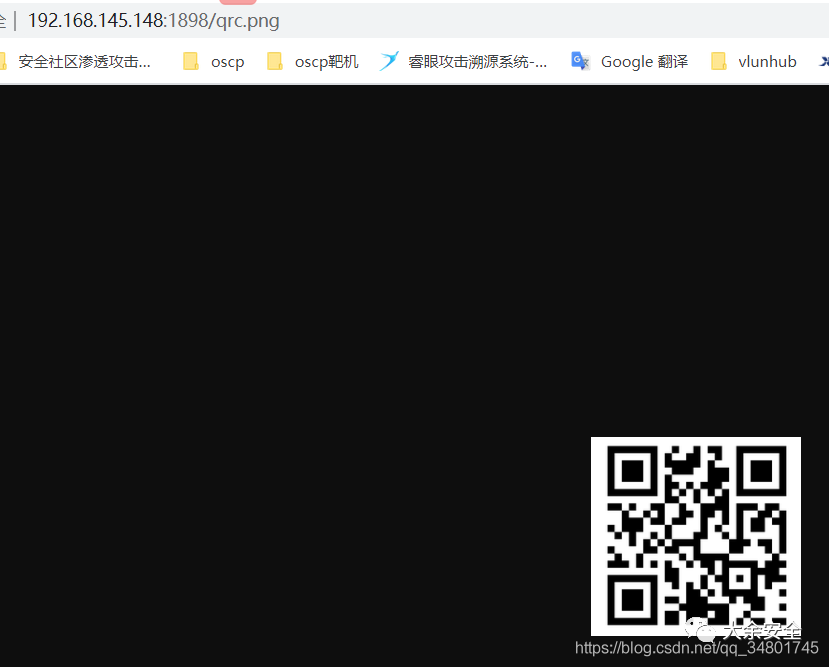 全 | 192.168.145.148:1898/qrc.png
安全社区渗透攻击... oscp oscp靶机 睿眼攻击溯源系统-... Google 翻译 vlunhub
大余安全
https://blog.csdn.net/qq_34801745